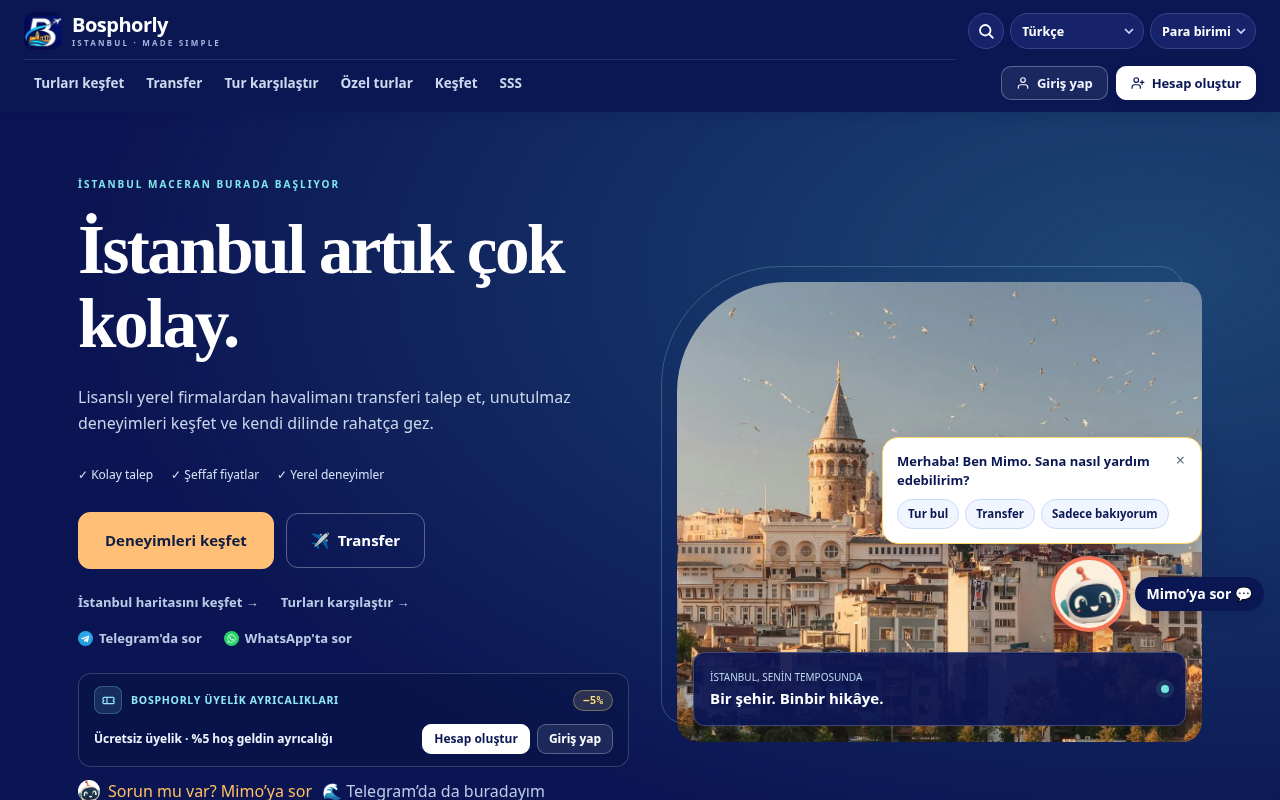 Bosphorly
ISTANBUL · MADE SIMPLE
Türkçe
Para birimi
Turları keşfet
Transfer
Tur karşılaştır
Özel turlar
Keşfet
SSS
Giriş yap
Hesap oluştur
İSTANBUL MACERAN BURADA BAŞLIYOR
İstanbul artık çok
kolay.
Lisanslı yerel firmalardan havalimanı transferi talep et, unutulmaz
deneyimleri keşfet ve kendi dilinde rahatça gez.
✓ Kolay talep
✓ Şeffaf fiyatlar
✓ Yerel deneyimler
Deneyimleri keşfet
✈️ Transfer
İstanbul haritasını keşfet →
Turları karşılaştır →
Telegram'da sor
WhatsApp'ta sor
BOSPHORLY ÜYELİK AYRICALIKLARI
−5%
Ücretsiz üyelik · %5 hoş geldin ayrıcalığı
Hesap oluştur
Giriş yap
Sorun mu var? Mimo’ya sor
🌊 Telegram’da da buradayım
Merhaba! Ben Mimo. Sana nasıl yardım
edebilirim?
×
Tur bul
Transfer
Sadece bakıyorum
Mimo’ya sor 💬
İSTANBUL, SENİN TEMPOSUNDA
Bir şehir. Binbir hikâye.